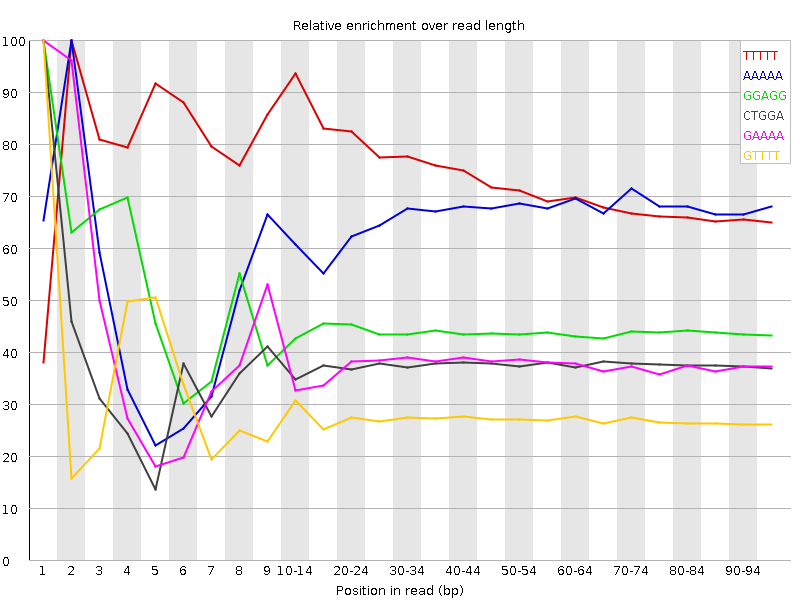 Relative enrichment over read length
100
90
80
70
60
50
40
30
20
10
0
TTTTT
AAAAA
GGAGG
CTGGA
GAAAA
GTTTT
1 2 3 4 5 6 7 8 9 10-14 20-24 30-34 40-44 50-54 60-64 70-74 80-84 90-94
Position in read (bp)